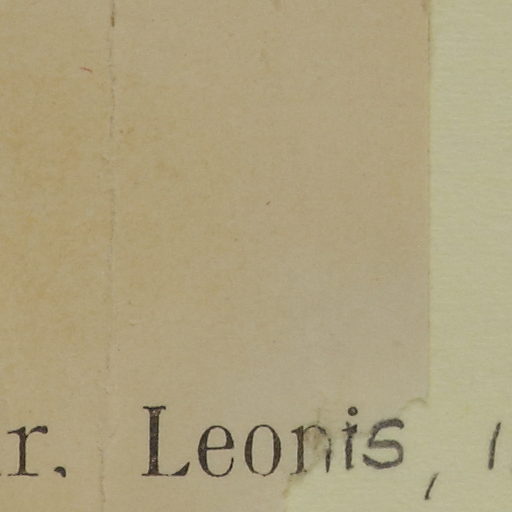 r. Leonis,